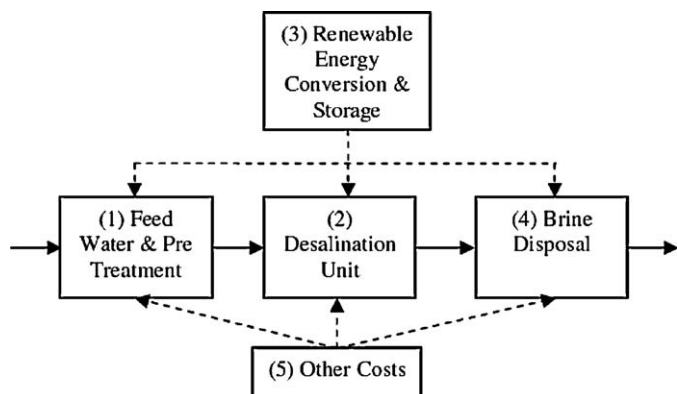 (3) Renewable
Energy
Conversion &
Storage
(1) Feed
Water & Pre
Treatment
(2)
Desalination
Unit
(4) Brine
Disposal
(5) Other Costs